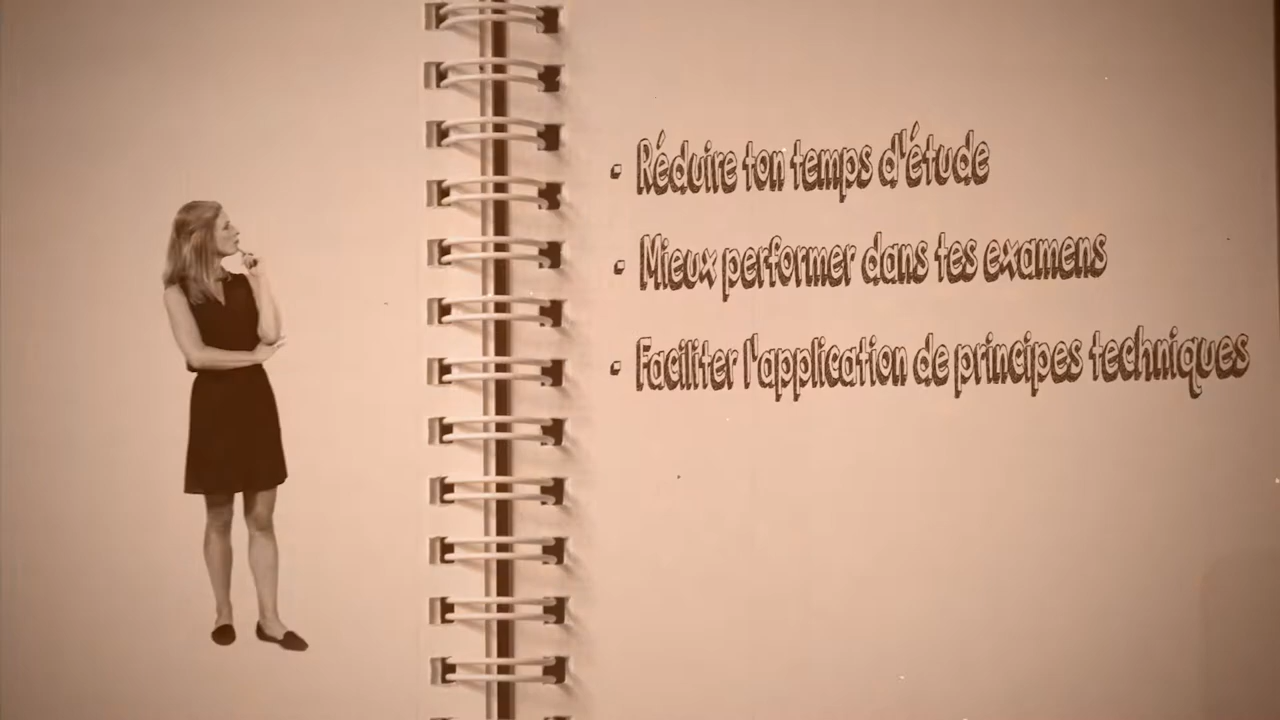 - Réduire ton temps d'étude
- Mieux performer dans tes examens
- Faciliter l'application de principes techniques